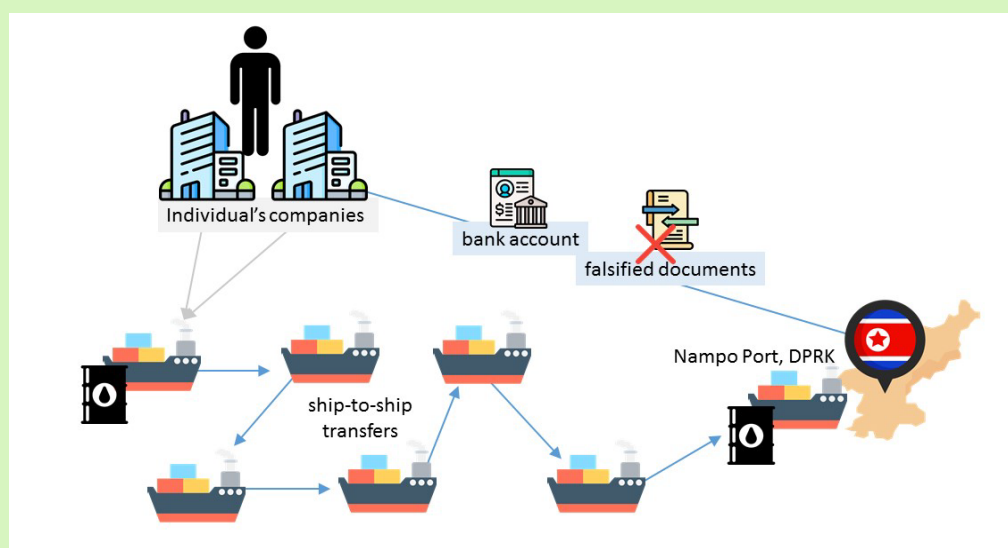 Individual's companies
bank account
falsified documents
Nampo Port, DPRK
ship-to-ship
transfers